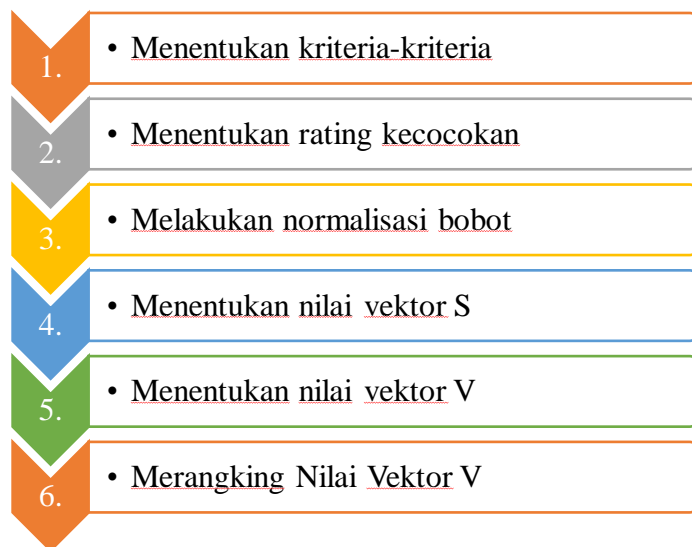 1. • Menentukan kriteria-kriteria
2. • Menentukan rating kecocokan
3. • Melakukan normalisasi bobot
4. • Menentukan nilai vektor S
5. • Menentukan nilai vektor V
6. • Merangking Nilai Vektor V